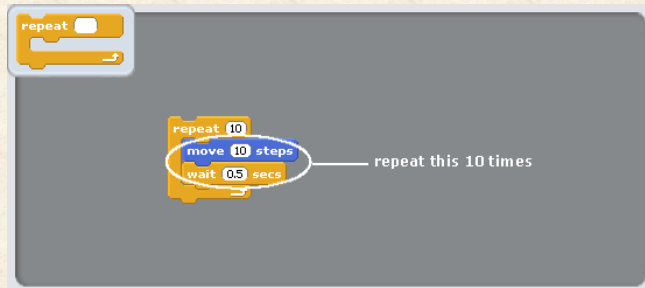 repeat
repeat 10
move 10 steps
wait 0.5 secs
repeat this 10 times